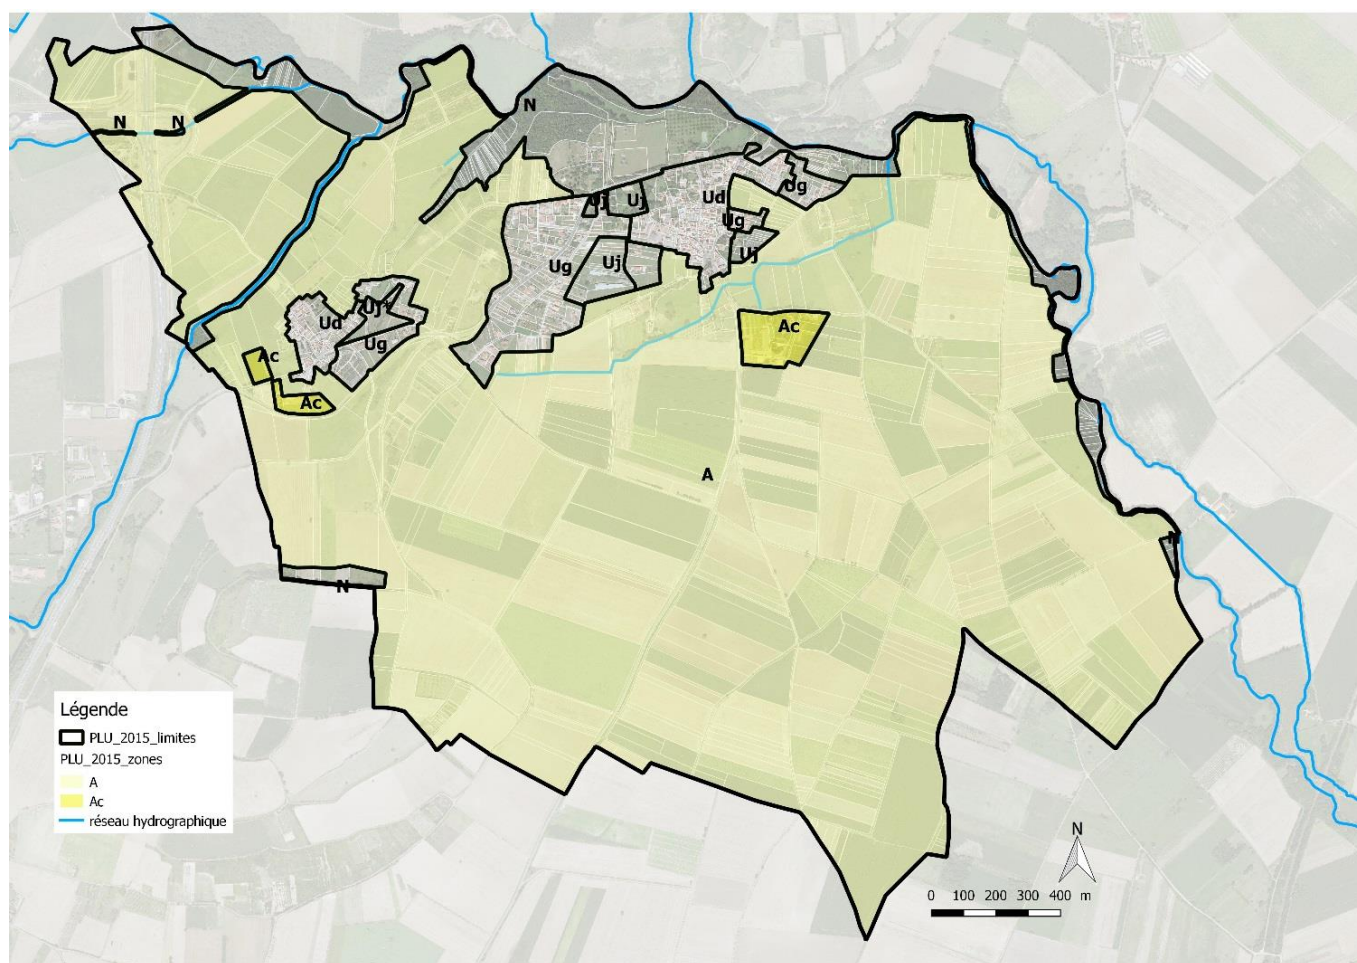 N
N
N
Ug
Uj
Uj
Ud
Ug
Uj
Ug
Uj
Uj
Ud
Ug
Ac
Ac
Ac
A
N
N
Légende
PLU_2015_limites
PLU_2015_zones
A
Ac
réseau hydrographique
N
0 100 200 300 400 m